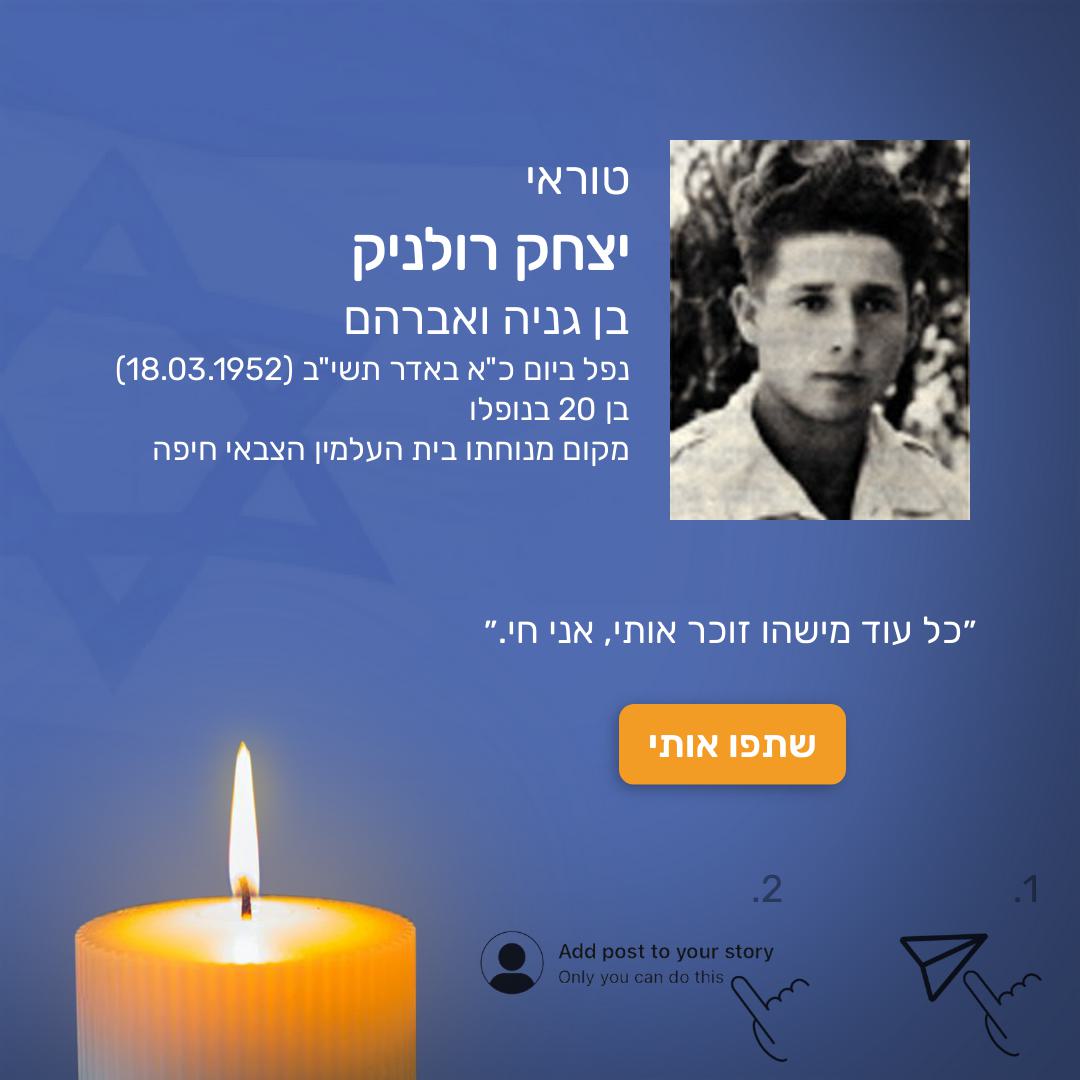 טוראי
יצחק רולניק
בן גניה ואברהם
נפל ביום כ"א באדר תשי"ב (18.03.1952)
בן 20 בנופלו
מקום מנוחתו בית העלמין הצבאי חיפה
״כל עוד מישהו זוכר אותי, אני חי.״
שתפו אותי
.1
.2
Add post to your story
Only you can do this